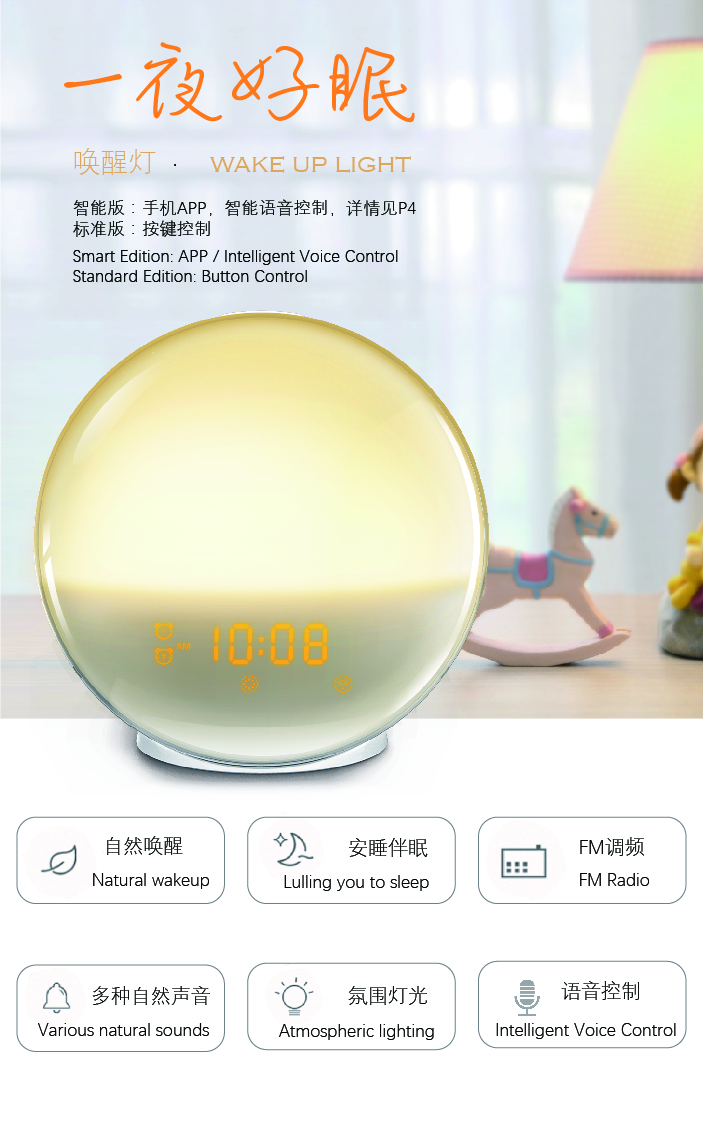 一夜好眠
唤醒灯 · WAKE UP LIGHT
智能版：手机APP，智能语音控制，详情见P4
标准版：按键控制
Smart Edition: APP / Intelligent Voice Control
Standard Edition: Button Control
AM 10:08
自然唤醒
Natural wakeup
安睡伴眠
Lulling you to sleep
FM调频
FM Radio
多种自然声音
Various natural sounds
氛围灯光
Atmospheric lighting
语音控制
Intelligent Voice Control